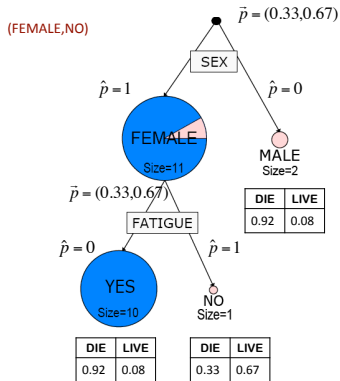 p⃗ = (0.33,0.67)
(FEMALE,NO)
SEX
p̂ = 1
p̂ = 0
FEMALE
Size=11
MALE
Size=2
p⃗ = (0.33,0.67)
DIE LIVE
0.92 0.08
FATIGUE
p̂ = 0
p̂ = 1
YES
Size=10
NO
Size=1
DIE LIVE
0.92 0.08
DIE LIVE
0.33 0.67